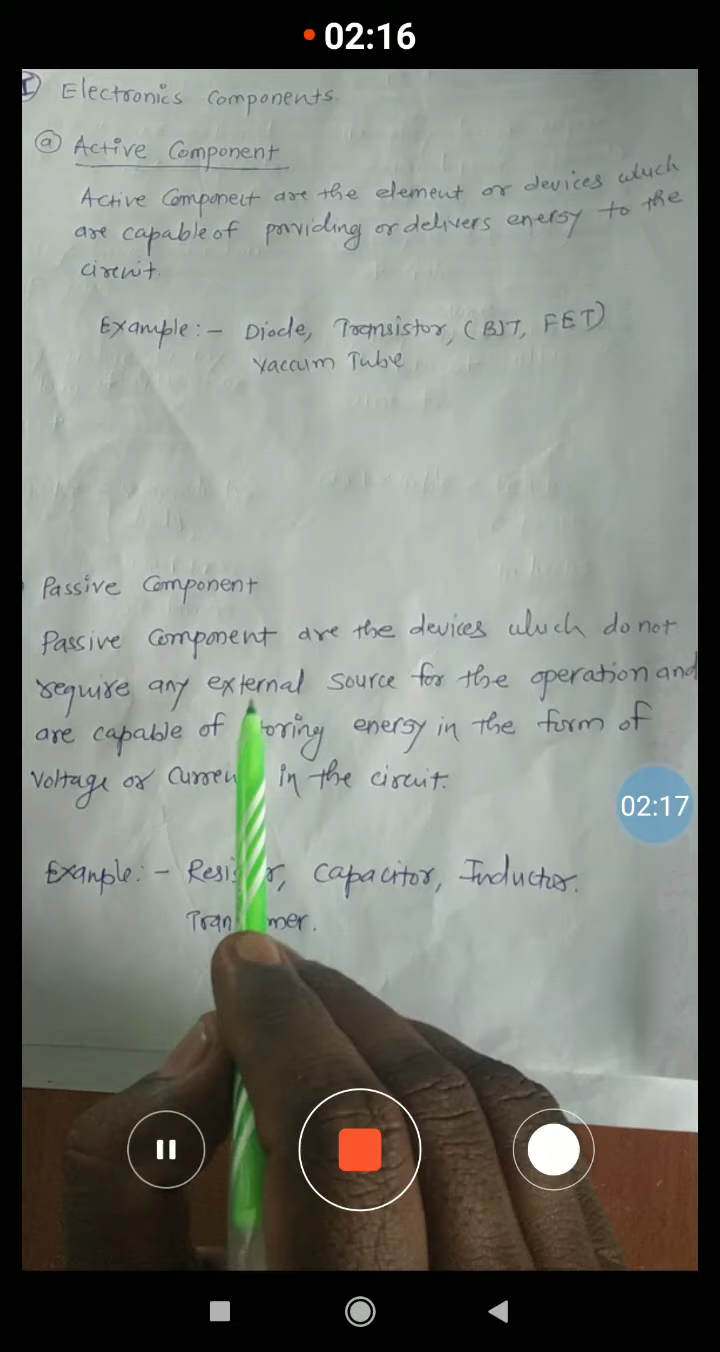 02:16
I Electronics Components.
a Active Component
Active Component are the element or devices which
are capable of providing or delivers energy to the
circuit.
Example:- Diode, Transistor, (BJT, FET)
Vaccum Tube
Passive Component
Passive Component are the devices which do not
require any external source for the operation and
are capable of energy in the form of
voltage or in the circuit.
02:17
Example:- Capacitor, Inductor.